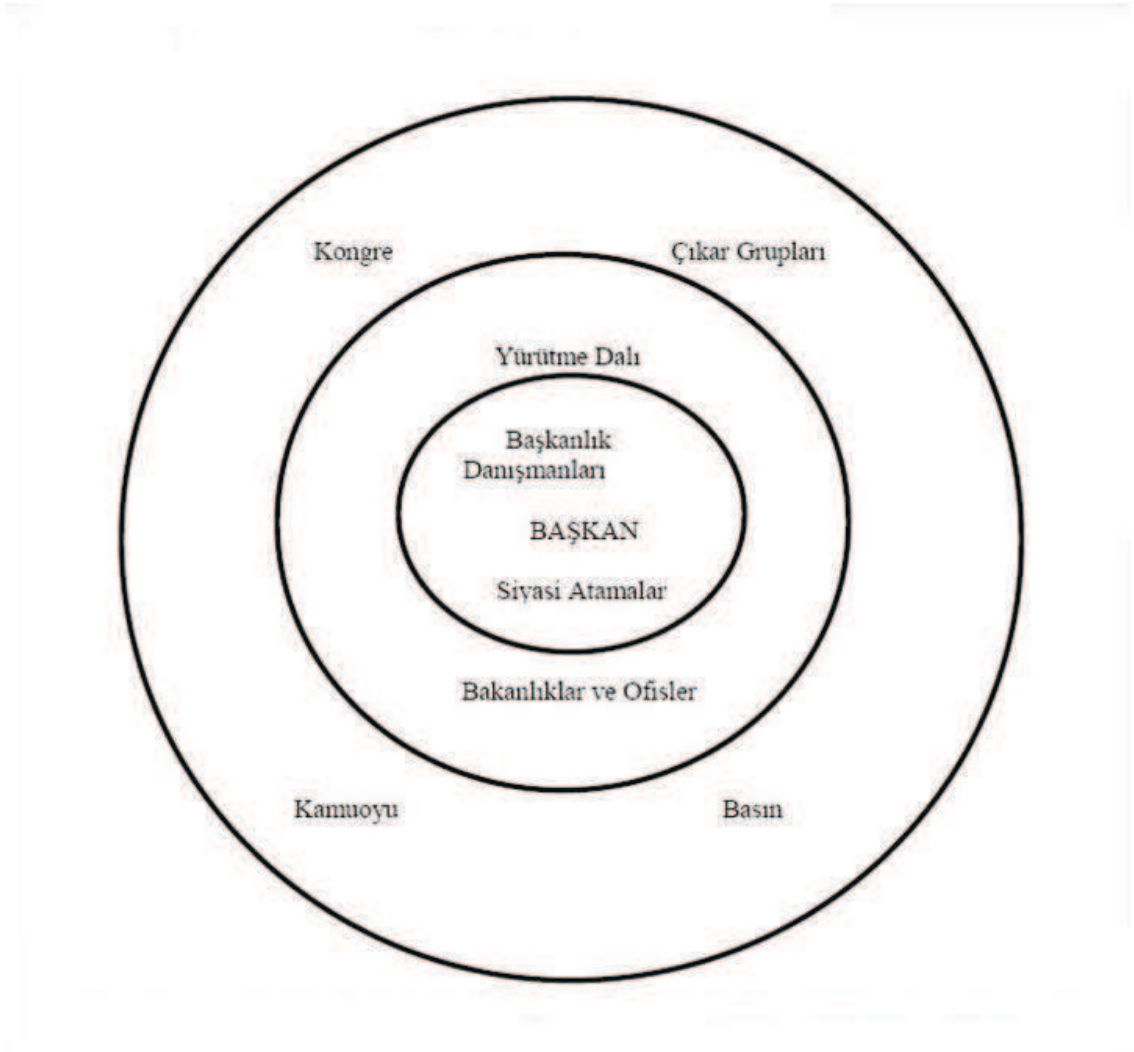 Kongre
Çıkar Grupları
Yürütme Dalı
Başkanlık
Danışmanları
BAŞKAN
Siyasi Atamalar
Bakanlıklar ve Ofisler
Kamuoyu
Basın